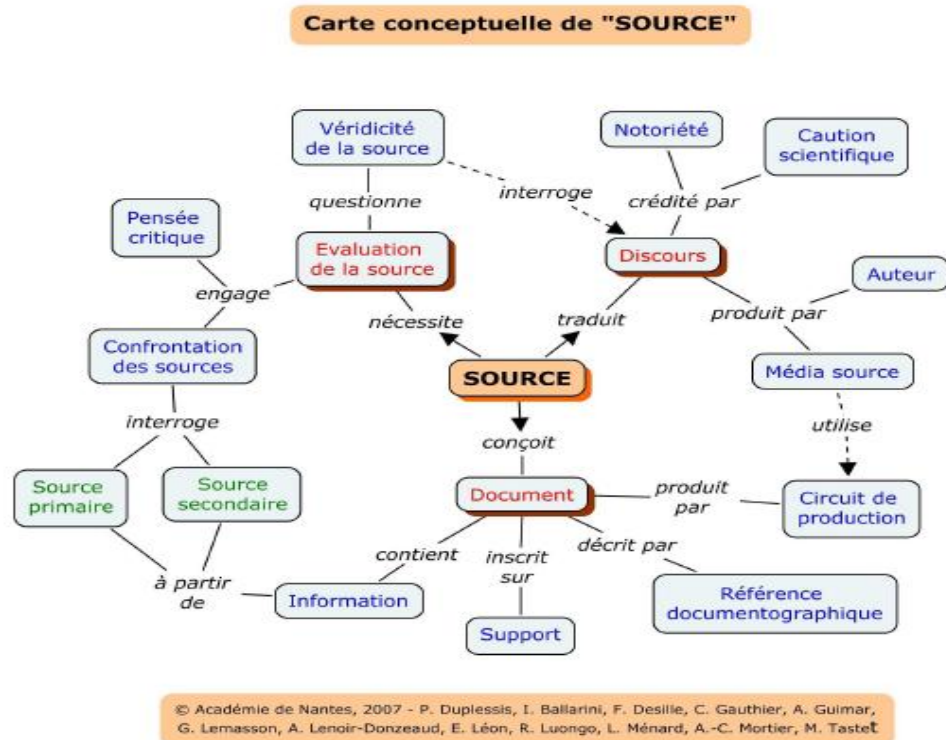 Carte conceptuelle de "SOURCE"
Véridicité
de la source
Notoriété
Caution
scientifique
interroge
crédité par
questionne
Pensée
critique
Evaluation
de la source
Discours
Auteur
engage
nécessite
traduit
produit par
Confrontation
des sources
SOURCE
Média source
interroge
conçoit
utilise
Source
primaire
Source
secondaire
Document
produit
par
Circuit de
production
contient
inscrit
sur
décrit par
à partir
de
Information
Support
Référence
documentographique
© Académie de Nantes, 2007 - P. Duplessis, I. Ballarini, F. Desille, C. Gauthier, A. Guimar,
G. Lemasson, A. Lenoir-Donzeaud, E. Léon, R. Luongo, L. Ménard, A.-C. Mortier, M. Tastet